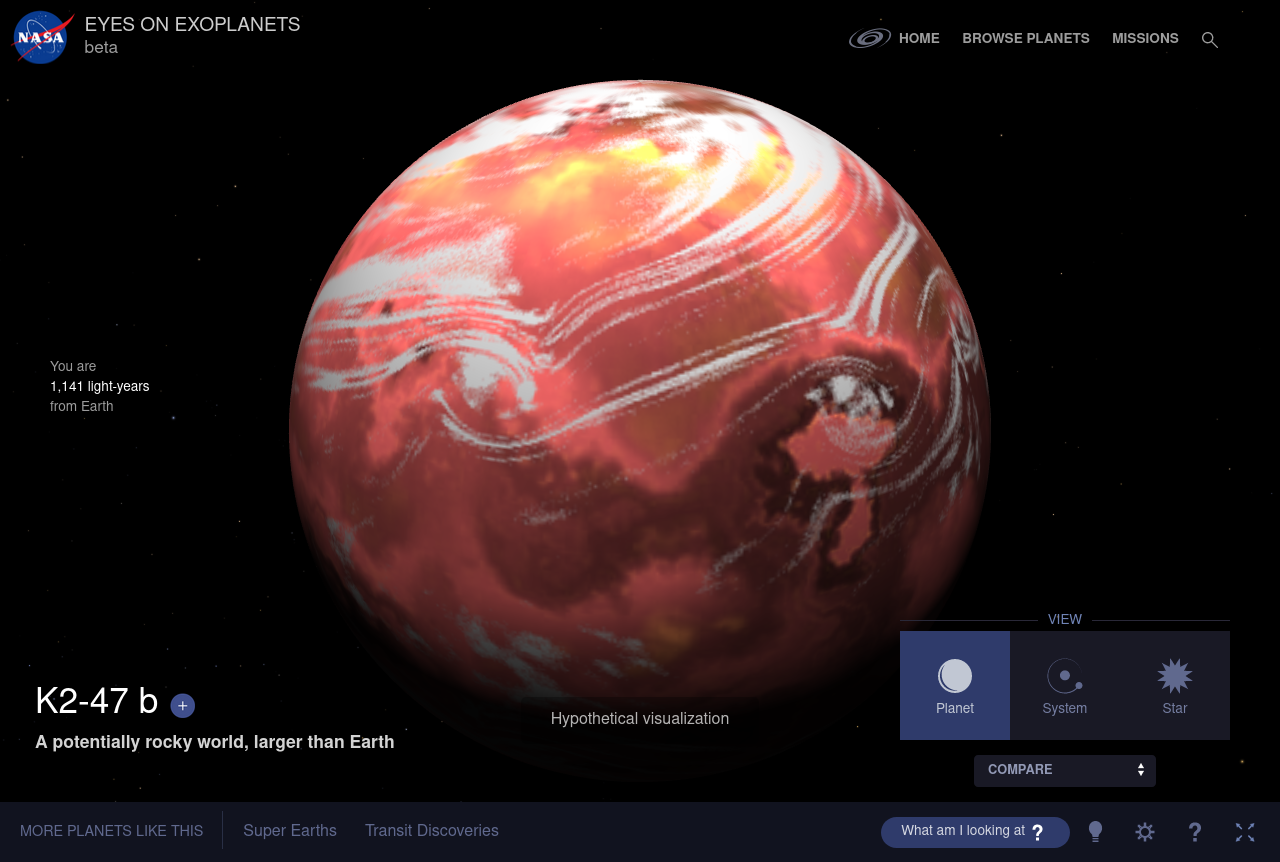 NASA
EYES ON EXOPLANETS
beta
HOME
BROWSE PLANETS
MISSIONS
You are
1,141 light-years
from Earth
K2-47 b +
A potentially rocky world, larger than Earth
Hypothetical visualization
VIEW
Planet
System
Star
COMPARE
MORE PLANETS LIKE THIS
Super Earths
Transit Discoveries
What am I looking at ?
?